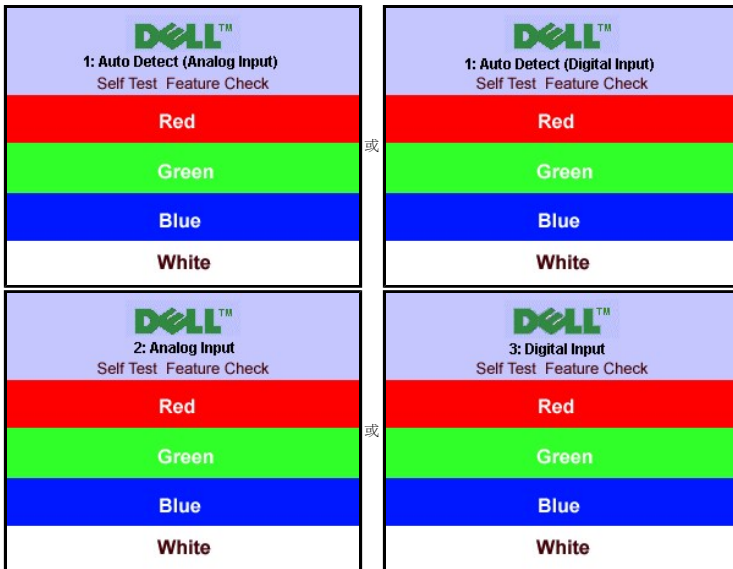 DELL™
1: Auto Detect (Analog Input)
Self Test Feature Check
Red
Green
Blue
White
或
DELL™
1: Auto Detect (Digital Input)
Self Test Feature Check
Red
Green
Blue
White
DELL™
2: Analog Input
Self Test Feature Check
Red
Green
Blue
White
或
DELL™
3: Digital Input
Self Test Feature Check
Red
Green
Blue
White